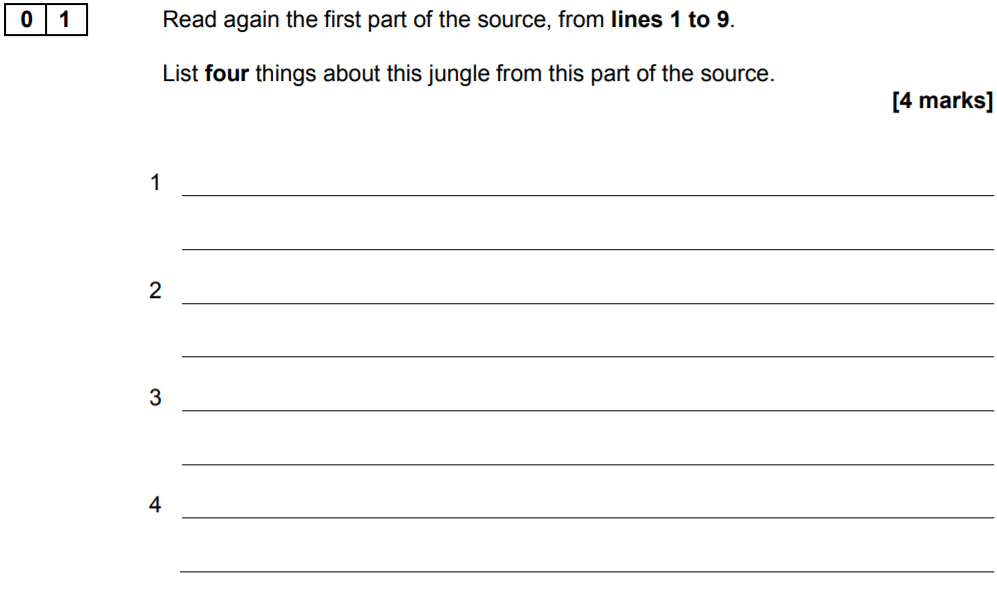 0 1 Read again the first part of the source, from lines 1 to 9.
List four things about this jungle from this part of the source.
[4 marks]
1
2
3
4